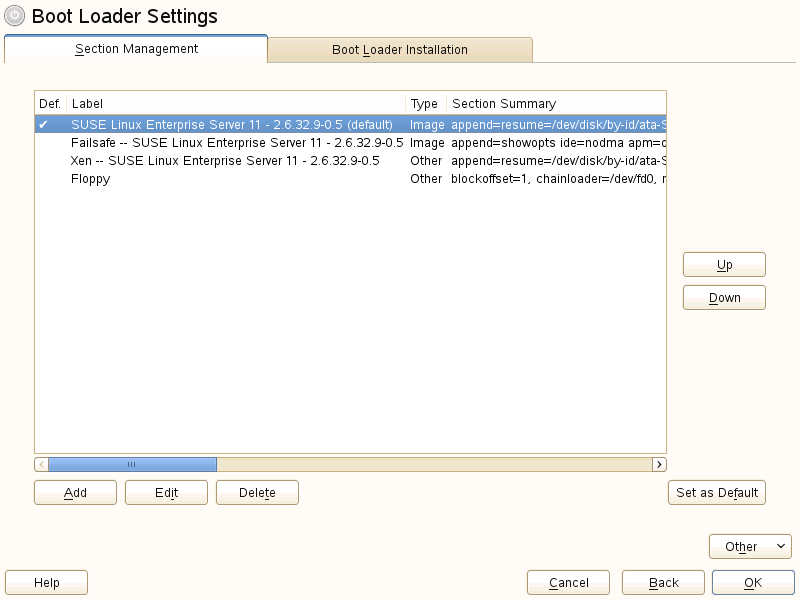 Boot Loader Settings
Section Management Boot Loader Installation
Def. Label Type Section Summary
✔ SUSE Linux Enterprise Server 11 - 2.6.32.9-0.5 (default) Image append=resume=/dev/disk/by-id/ata-S
Failsafe -- SUSE Linux Enterprise Server 11 - 2.6.32.9-0.5 Image append=showopts ide=nodma apm=o
Xen -- SUSE Linux Enterprise Server 11 - 2.6.32.9-0.5 Other append=resume=/dev/disk/by-id/ata-S
Floppy Other blockoffset=1, chainloader=/dev/fd0, r
Up
Down
Add Edit Delete Set as Default
Other
Help Cancel Back OK